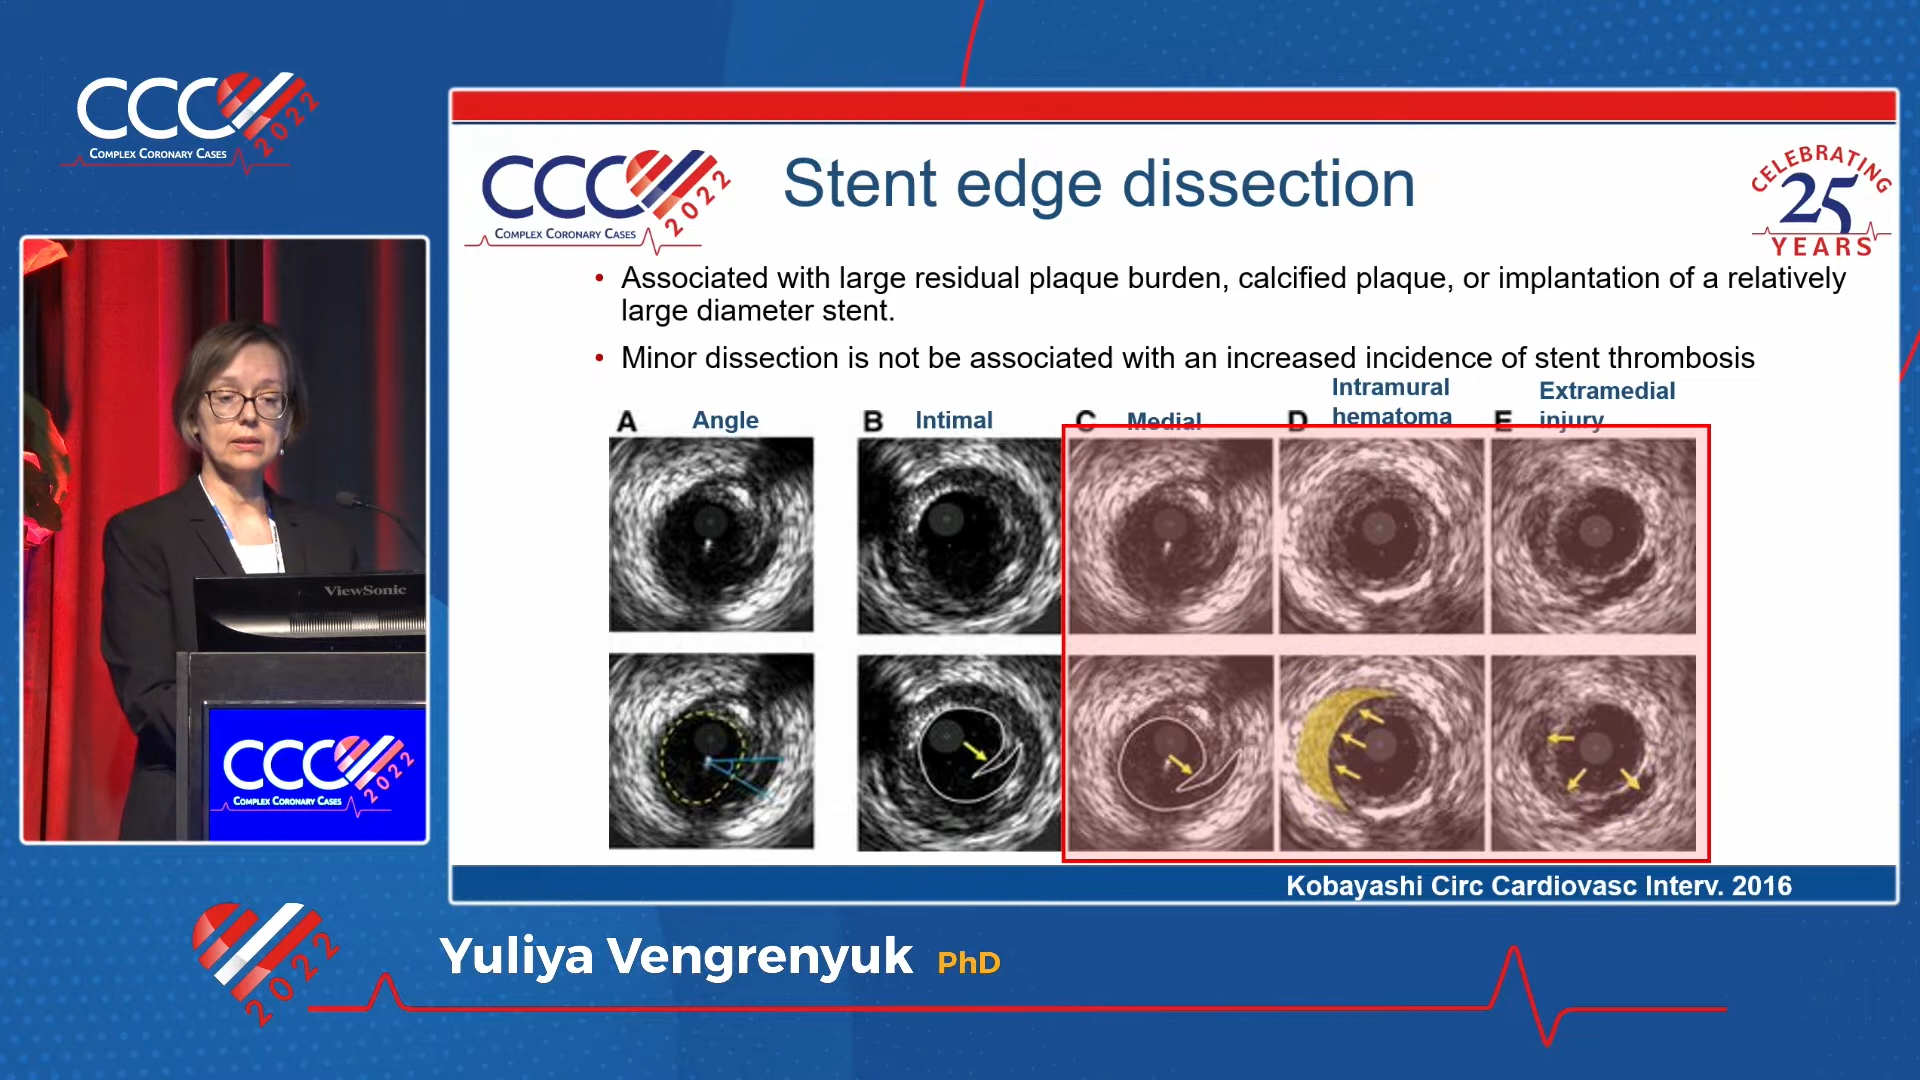 CCC
2022
COMPLEX CORONARY CASES
CCC
2022
COMPLEX CORONARY CASES
Stent edge dissection
CELEBRATING
25
YEARS
• Associated with large residual plaque burden, calcified plaque, or implantation of a relatively
large diameter stent.
• Minor dissection is not be associated with an increased incidence of stent thrombosis
A Angle
B Intimal
C Medial
D Intramural
hematoma
E Extramedial
injury
Kobayashi Circ Cardiovasc Interv. 2016
ViewSonic
CCC
2022
COMPLEX CORONARY CASES
2022
Yuliya Vengrenyuk PhD